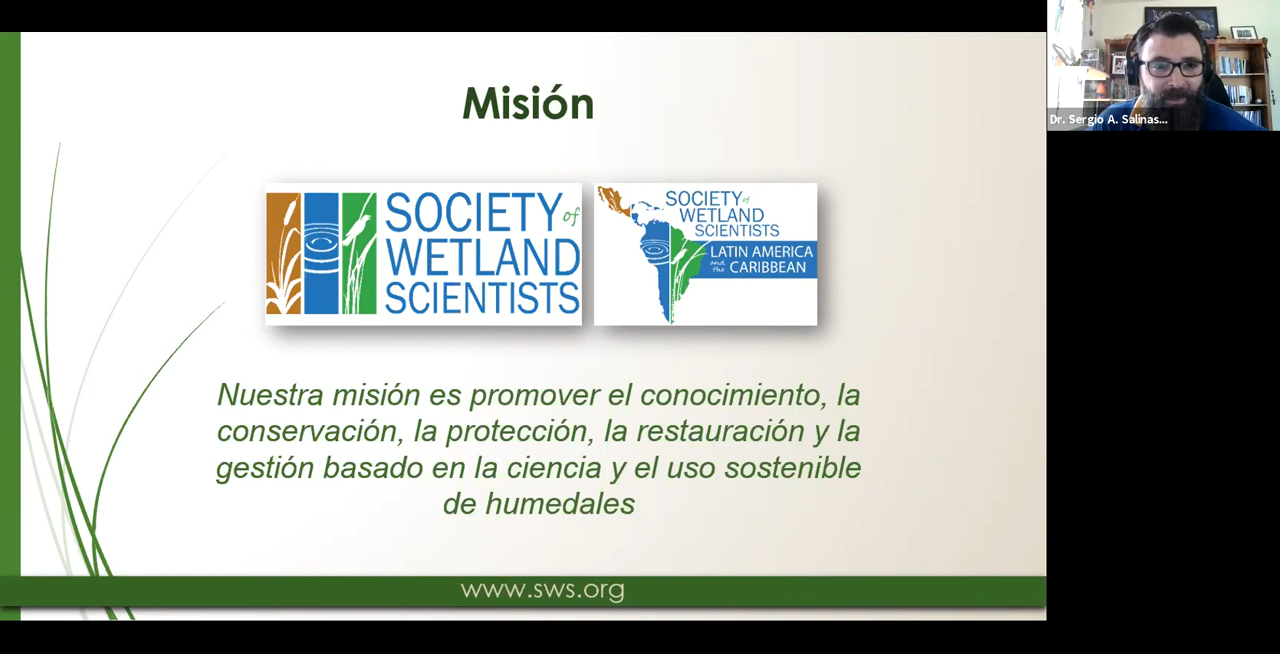 Misión
SOCIETY of
WETLAND
SCIENTISTS
SOCIETY of
WETLAND
SCIENTISTS
LATIN AMERICA
and the CARIBBEAN
Nuestra misión es promover el conocimiento, la
conservación, la protección, la restauración y la
gestión basado en la ciencia y el uso sostenible
de humedales
www.sws.org
Dr. Sergio A. Salinas...